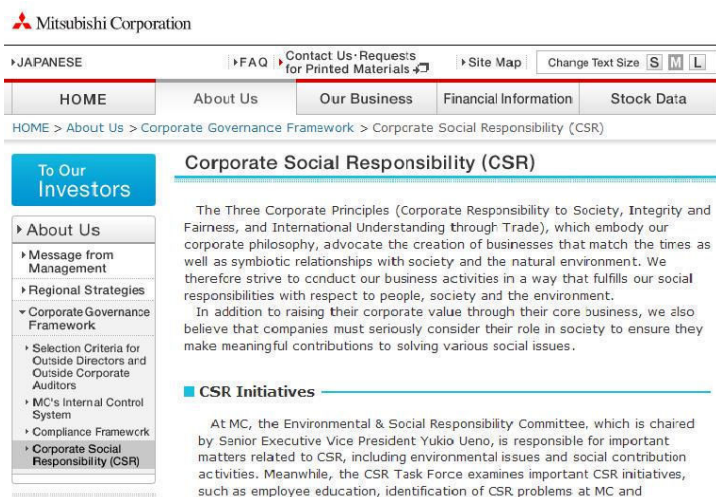 Mitsubishi Corporation
JAPANESE
FAQ
Contact Us･Requests
for Printed Materials
Site Map
Change Text Size S M L
HOME
About Us
Our Business
Financial Information
Stock Data
HOME > About Us > Corporate Governance Framework > Corporate Social Responsibility (CSR)
To Our
Investors
About Us
Message from
Management
Regional Strategies
Corporate Governance
Framework
Selection Criteria for
Outside Directors and
Outside Corporate
Auditors
MC's Internal Control
System
Compliance Framework
Corporate Social
Responsibility (CSR)
Corporate Social Responsibility (CSR)
The Three Corporate Principles (Corporate Responsibility to Society, Integrity and
Fairness, and International Understanding through Trade), which embody our
corporate philosophy, advocate the creation of businesses that match the times as
well as symbiotic relationships with society and the natural environment. We
therefore strive to conduct our business activities in a way that fulfills our social
responsibilities with respect to people, society and the environment.
In addition to raising their corporate value through their core business, we also
believe that companies must seriously consider their role in society to ensure they
make meaningful contributions to solving various social issues.
CSR Initiatives
At MC, the Environmental & Social Responsibility Committee, which is chaired
by Senior Executive Vice President Yukio Ueno, is responsible for important
matters related to CSR, including environmental issues and social contribution
activities. Meanwhile, the CSR Task Force examines important CSR initiatives,
such as employee education, identification of CSR problems at MC and